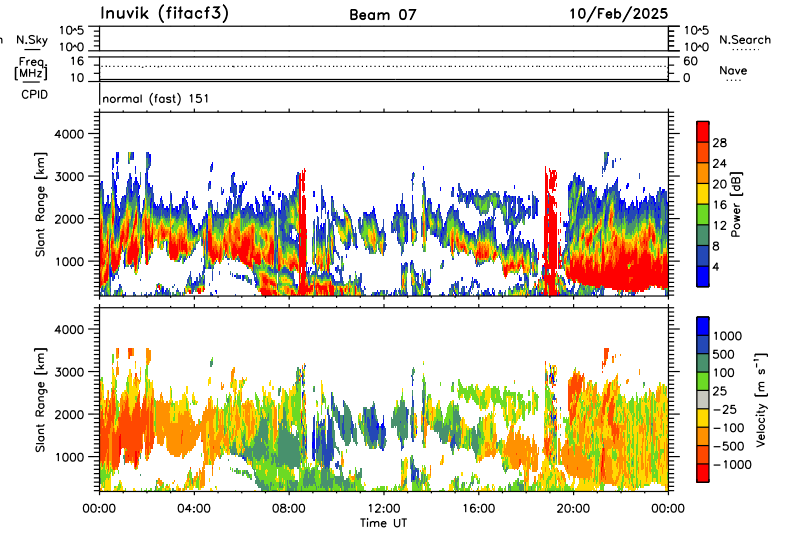 Inuvik (fitacf3) Beam 07 10/Feb/2025
N.Sky 10^5 10^0 10^5 10^0 N.Search
Freq. [MHz] 16 10 60 0 Nave
CPID normal (fast) 151
Slant Range [km] 4000 3000 2000 1000
Power [dB] 28 24 20 16 12 8 4
Slant Range [km] 4000 3000 2000 1000
Velocity [m s⁻¹] 1000 500 100 25 −25 −100 −500 −1000
00:00 04:00 08:00 12:00 16:00 20:00 00:00
Time UT